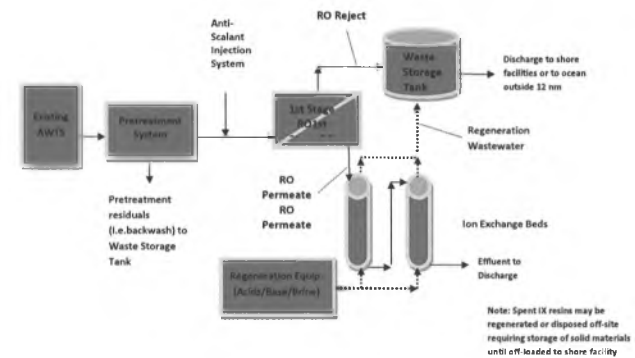 RO Reject
Anti-
Scalant
Injection
System
Waste
Storage
Tank
Discharge to shore
facilities or to ocean
outside 12 nm
Existing
AWTS
Pretreatment
System
1st Stage
Regeneration
Wastewater
Pretreatment
residuals
(i.e.backwash) to
Waste Storage
Tank
RO
Permeate
RO
Permeate
Ion Exchange Beds
Regeneration Equip.
(Acids/Base/Brine)
Effluent to
Discharge
Note: Spent IX resins may be
regenerated or disposed off-site
requiring storage of solid materials
until off-loaded to shore facility